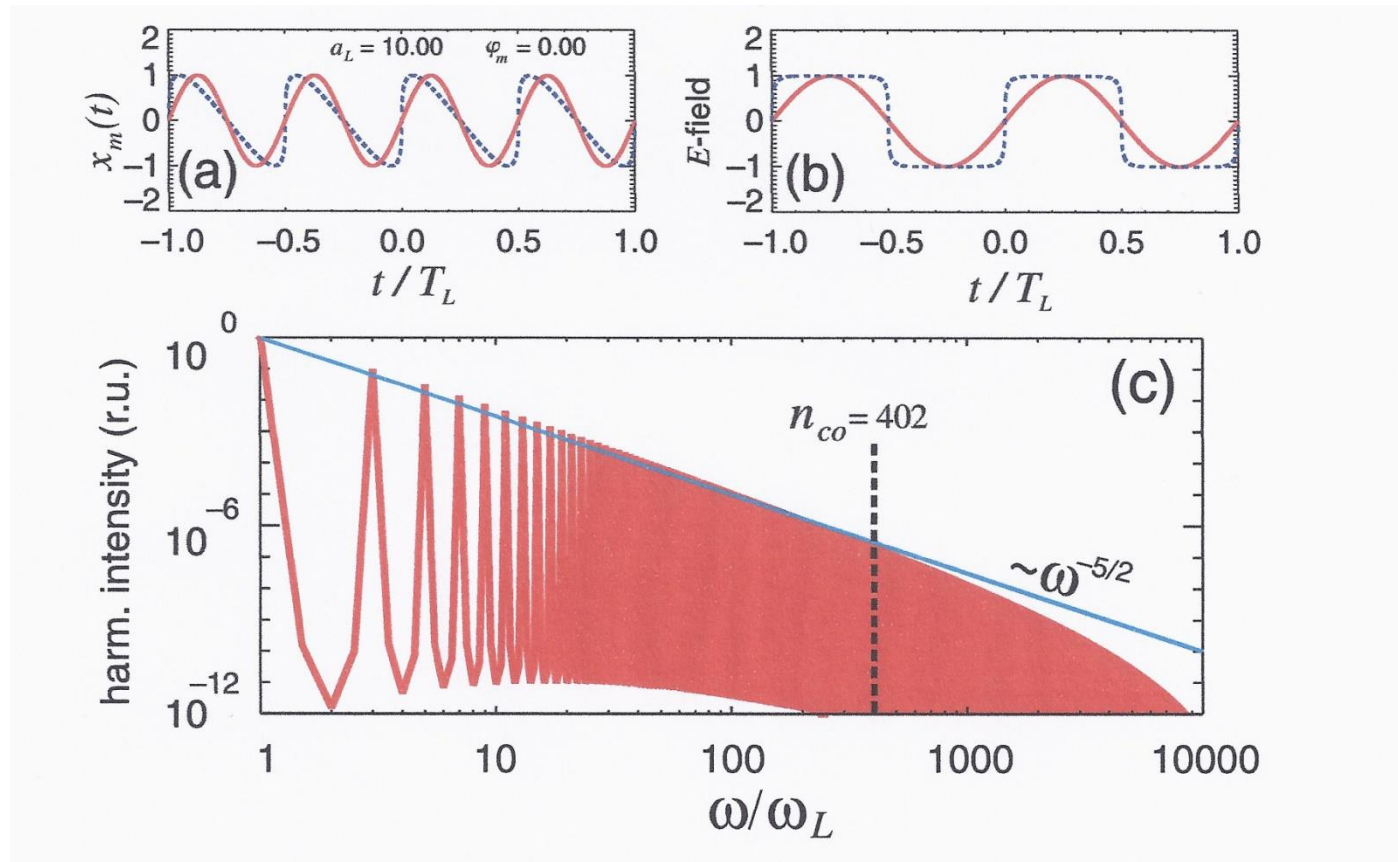 2
1
0
−1
−2
x_m(t)
a_L = 10.00 φ_m = 0.00
(a)
−1.0 −0.5 0.0 0.5 1.0
t / T_L
2
1
0
−1
−2
E-field
(b)
−1.0 −0.5 0.0 0.5 1.0
t / T_L
harm. intensity (r.u.)
10^0
10^−6
10^−12
(c)
n_co = 402
~ω^−5/2
1 10 100 1000 10000
ω/ω_L